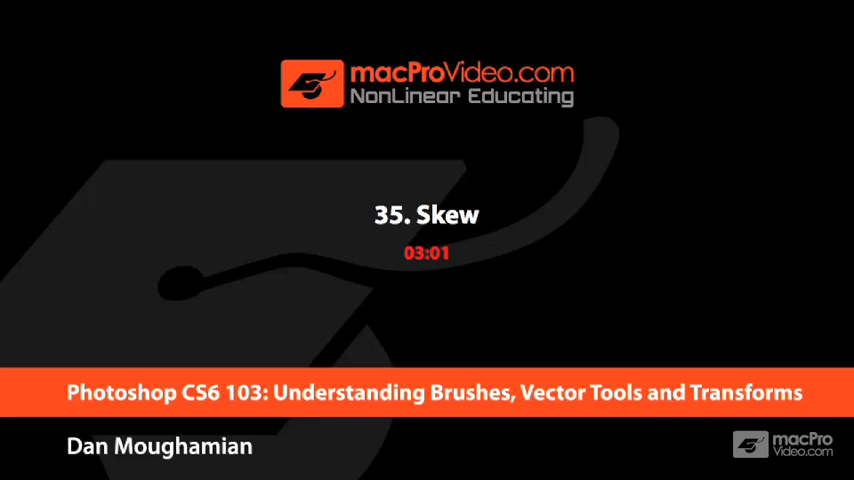 macProVideo.com
NonLinear Educating
35. Skew
03:01
Photoshop CS6 103: Understanding Brushes, Vector Tools and Transforms
Dan Moughamian
macPro
Video.com